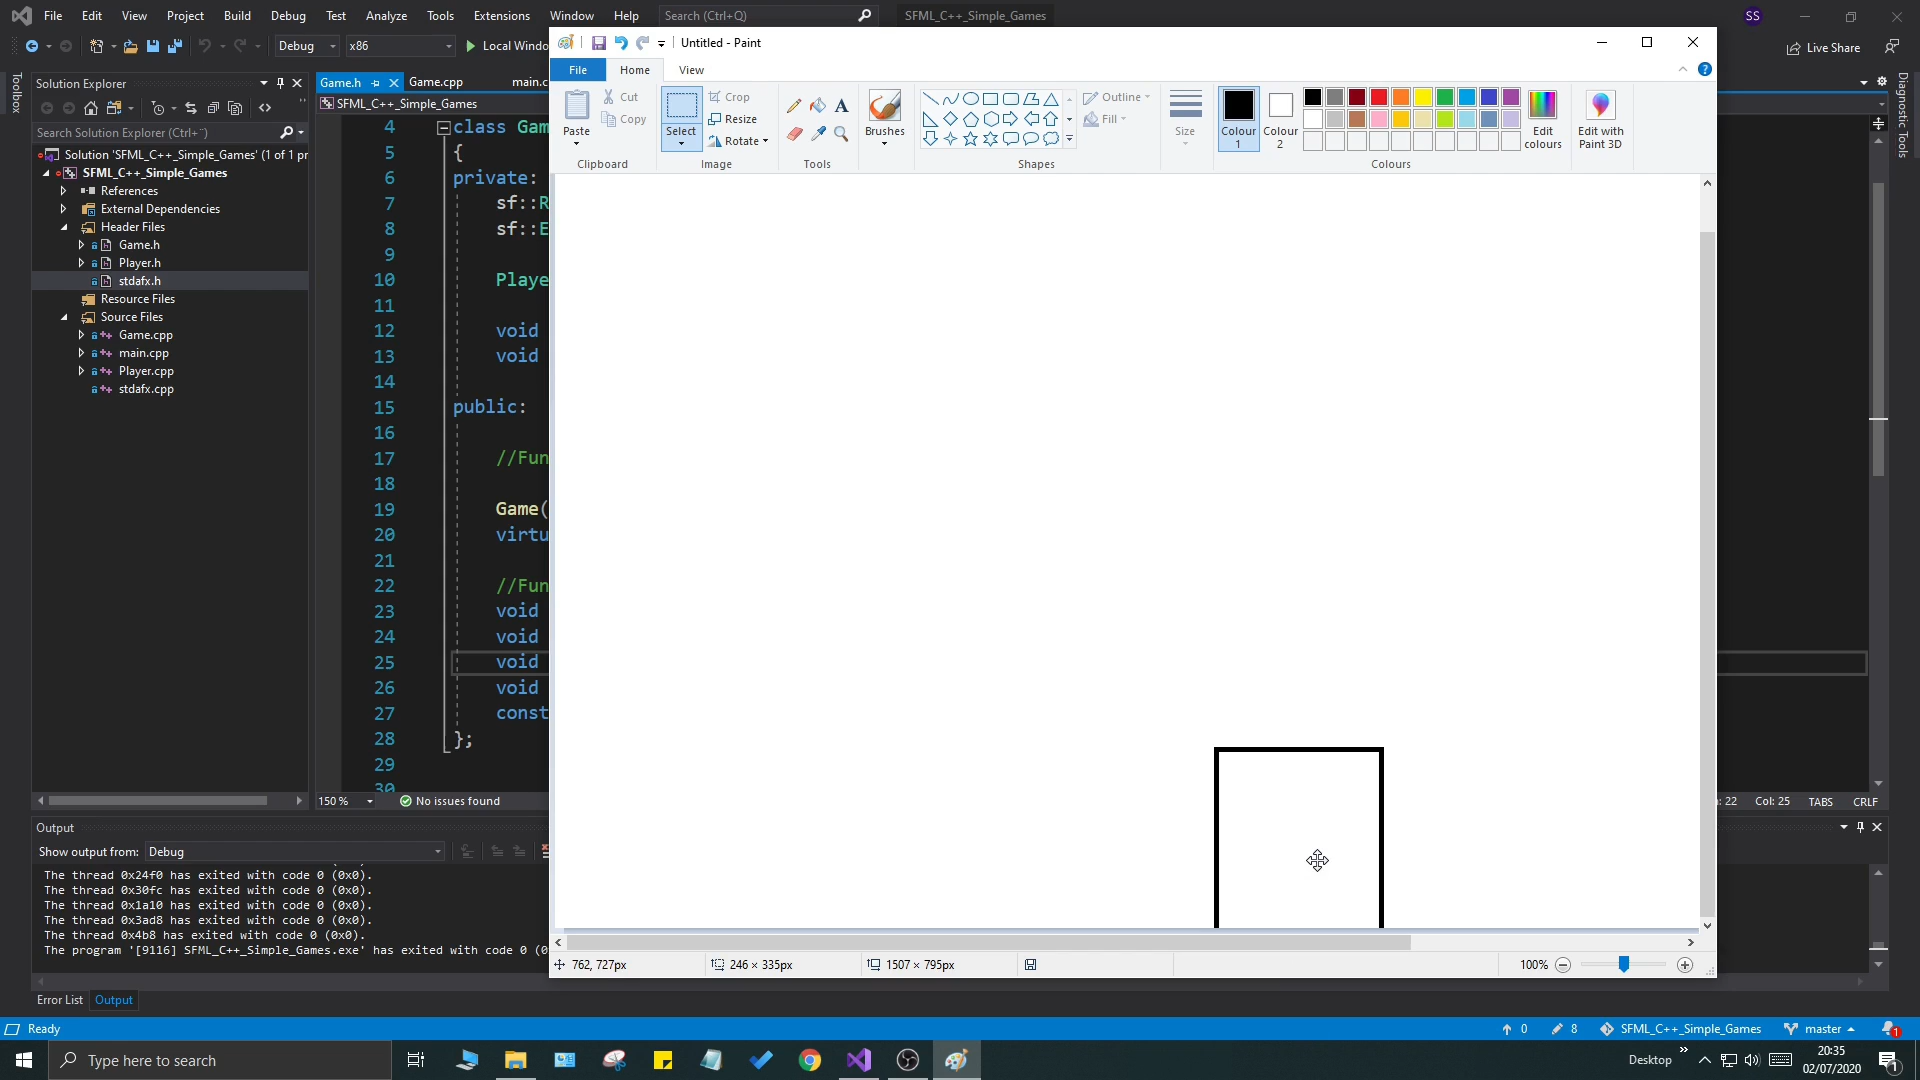 File Edit View Project Build Debug Test Analyze Tools Extensions Window Help Search (Ctrl+Q) SFML_C++_Simple_Games SS
Debug x86 Local Windo Live Share
Untitled - Paint
File Home View
Paste Cut Copy Clipboard
Select Crop Resize Rotate Image
A Tools
Brushes
Outline Fill Shapes
Size
Colour 1 Colour 2 Edit colours Colours
Edit with Paint 3D
Toolbox
Diagnostic Tools
Solution Explorer
Search Solution Explorer (Ctrl+¨)
Solution 'SFML_C++_Simple_Games' (1 of 1 pr
SFML_C++_Simple_Games
References
External Dependencies
Header Files
Game.h
Player.h
stdafx.h
Resource Files
Source Files
Game.cpp
main.cpp
Player.cpp
stdafx.cpp
Game.h Game.cpp main.c
SFML_C++_Simple_Games
4 class Gam
5 {
6 private:
7 sf::R
8 sf::E
9
10 Playe
11
12 void
13 void
14
15 public:
16
17 //Fun
18
19 Game(
20 virtu
21
22 //Fun
23 void
24 void
25 void
26 void
27 const
28 };
29
30
150 % No issues found
: 22 Col: 25 TABS CRLF
762, 727px 246 × 335px 1507 × 795px 100%
Output
Show output from: Debug
The thread 0x24f0 has exited with code 0 (0x0).
The thread 0x30fc has exited with code 0 (0x0).
The thread 0x1a10 has exited with code 0 (0x0).
The thread 0x3ad8 has exited with code 0 (0x0).
The thread 0x4b8 has exited with code 0 (0x0).
The program '[9116] SFML_C++_Simple_Games.exe' has exited with code 0 (0
Error List Output
Ready 0 8 SFML_C++_Simple_Games master 1
Type here to search Desktop 20:35
02/07/2020 1